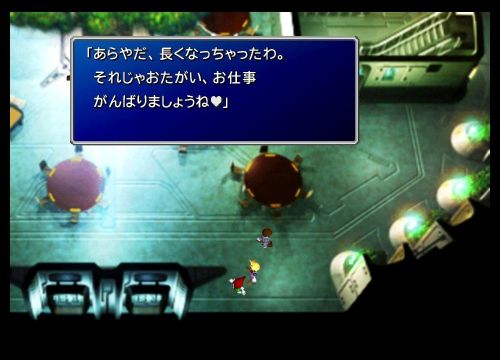 「あらやだ、長くなっちゃったわ。
それじゃおたがい、お仕事
がんばりましょうね♥」